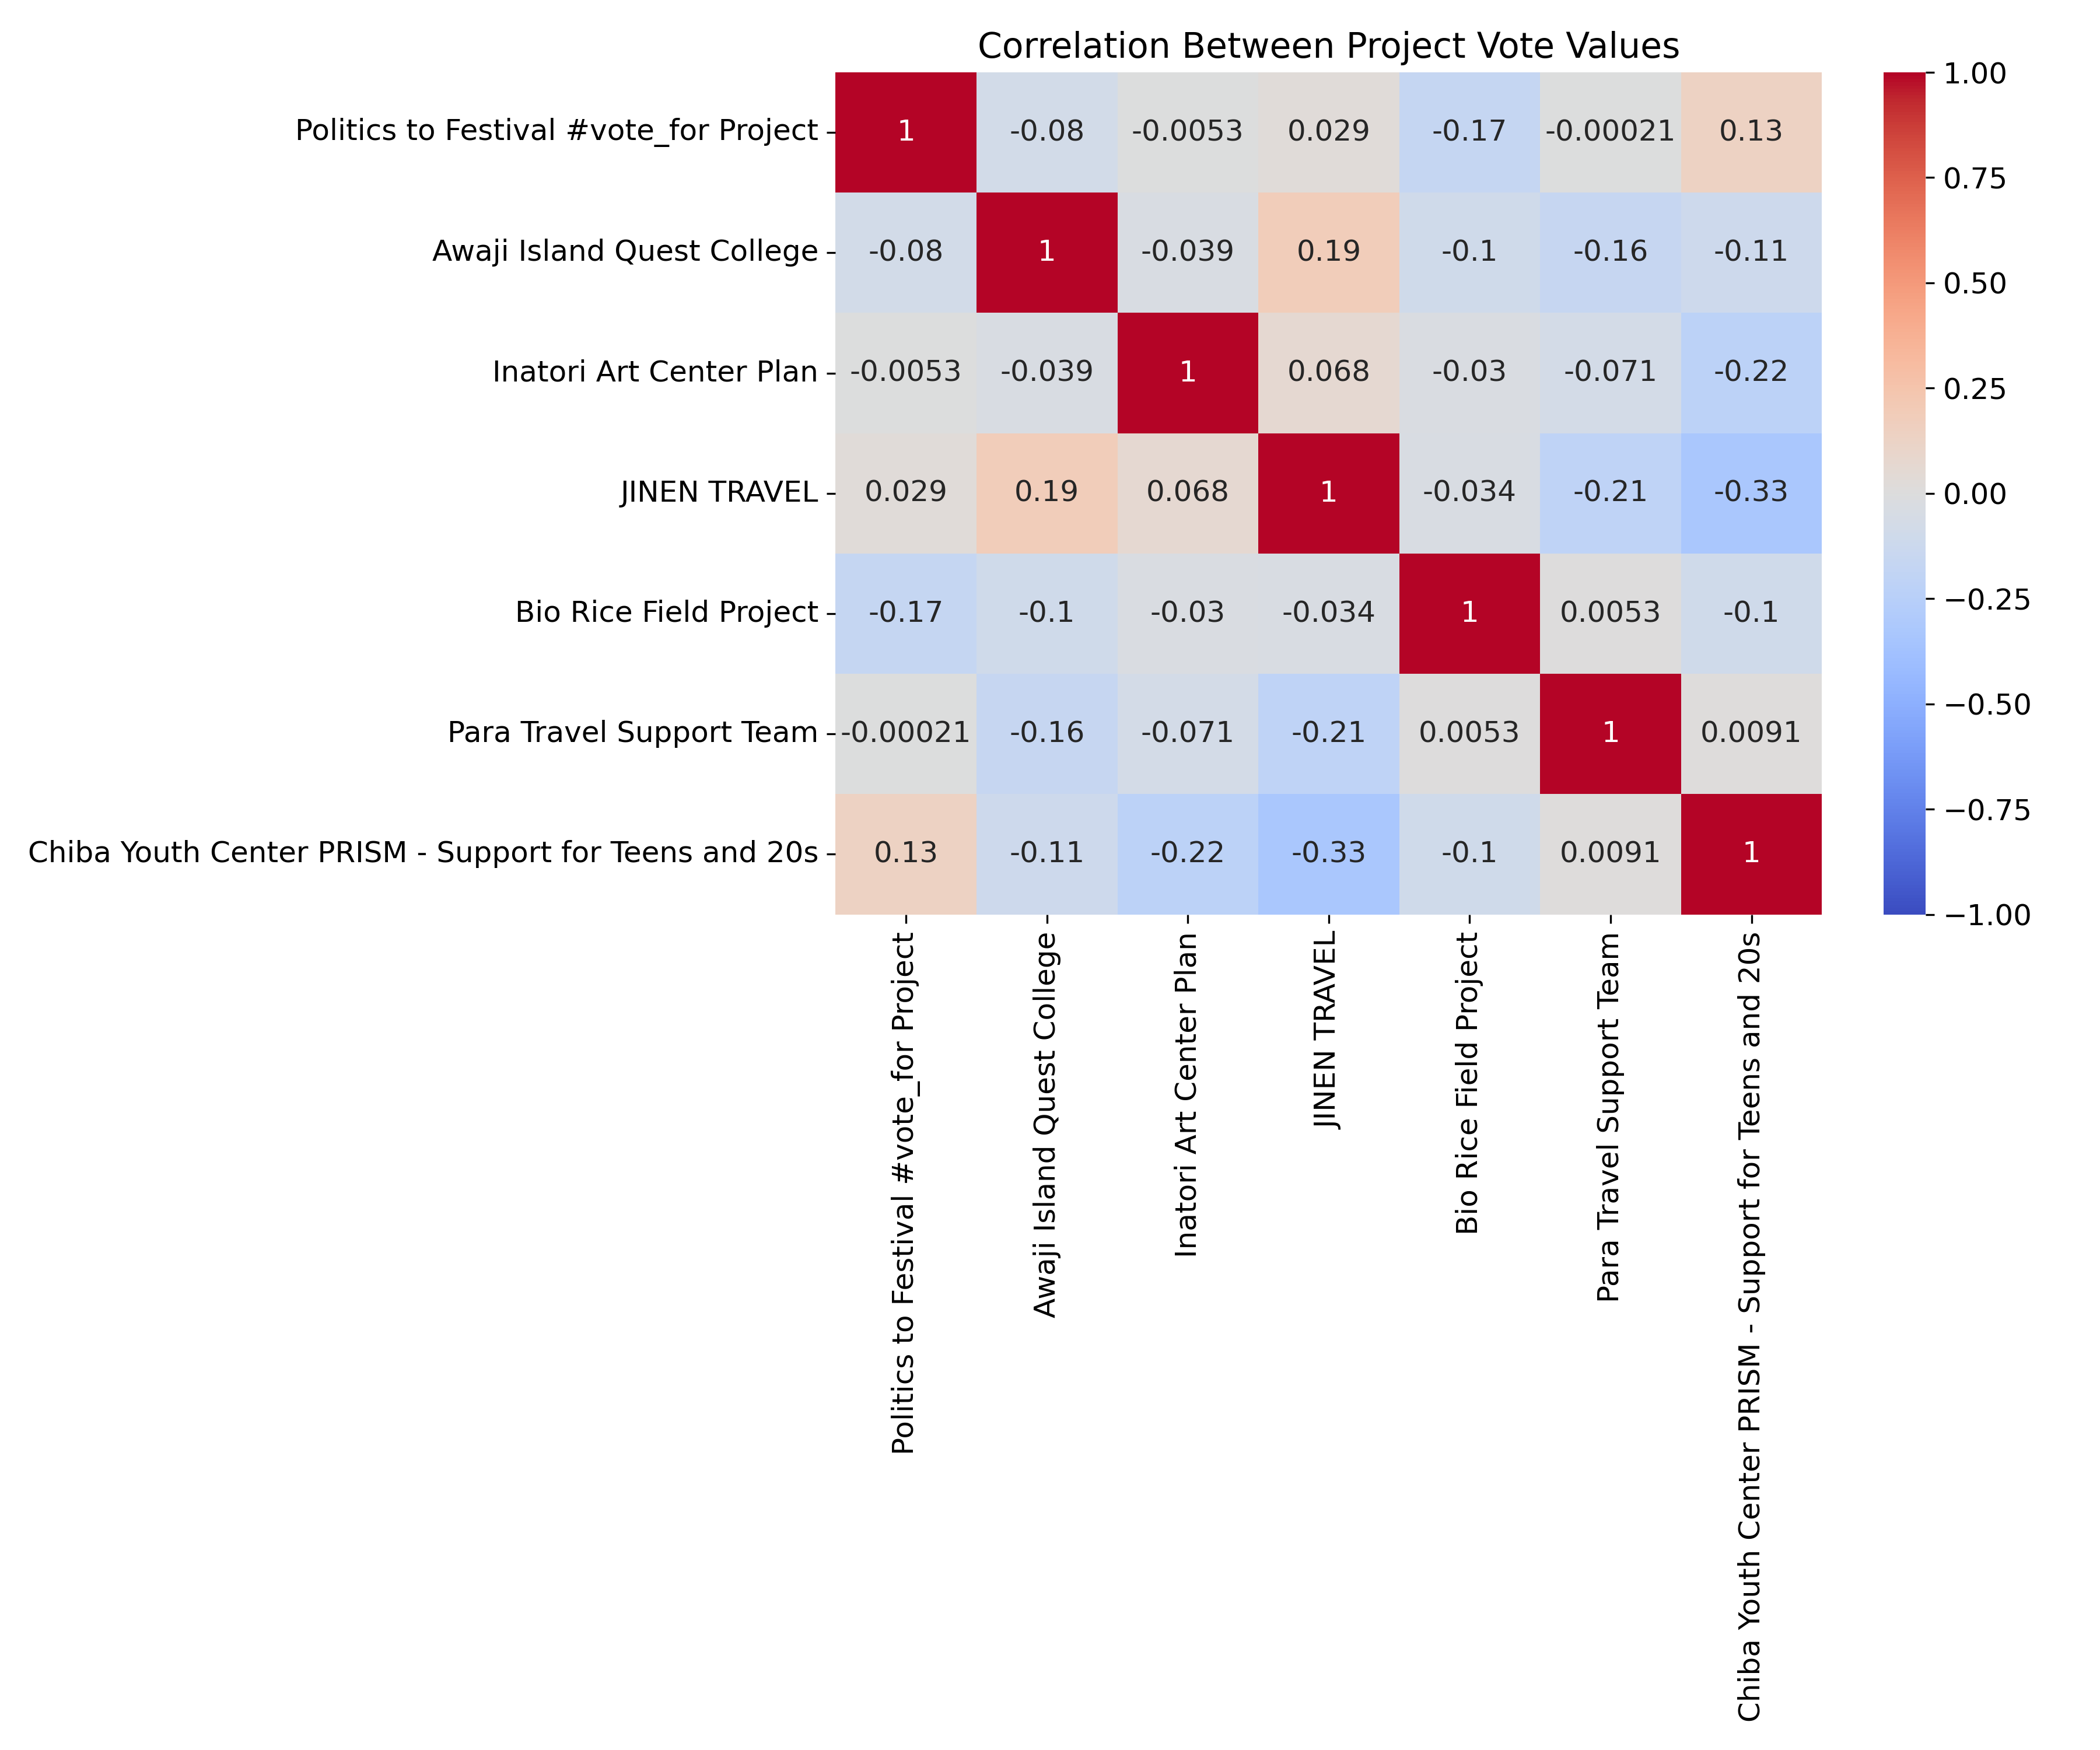 Correlation Between Project Vote Values
Politics to Festival #vote_for Project 1 -0.08 -0.0053 0.029 -0.17 -0.00021 0.13
Awaji Island Quest College -0.08 1 -0.039 0.19 -0.1 -0.16 -0.11
Inatori Art Center Plan -0.0053 -0.039 1 0.068 -0.03 -0.071 -0.22
JINEN TRAVEL 0.029 0.19 0.068 1 -0.034 -0.21 -0.33
Bio Rice Field Project -0.17 -0.1 -0.03 -0.034 1 0.0053 -0.1
Para Travel Support Team -0.00021 -0.16 -0.071 -0.21 0.0053 1 0.0091
Chiba Youth Center PRISM - Support for Teens and 20s 0.13 -0.11 -0.22 -0.33 -0.1 0.0091 1
Politics to Festival #vote_for Project
Awaji Island Quest College
Inatori Art Center Plan
JINEN TRAVEL
Bio Rice Field Project
Para Travel Support Team
Chiba Youth Center PRISM - Support for Teens and 20s
1.00
0.75
0.50
0.25
0.00
−0.25
−0.50
−0.75
−1.00